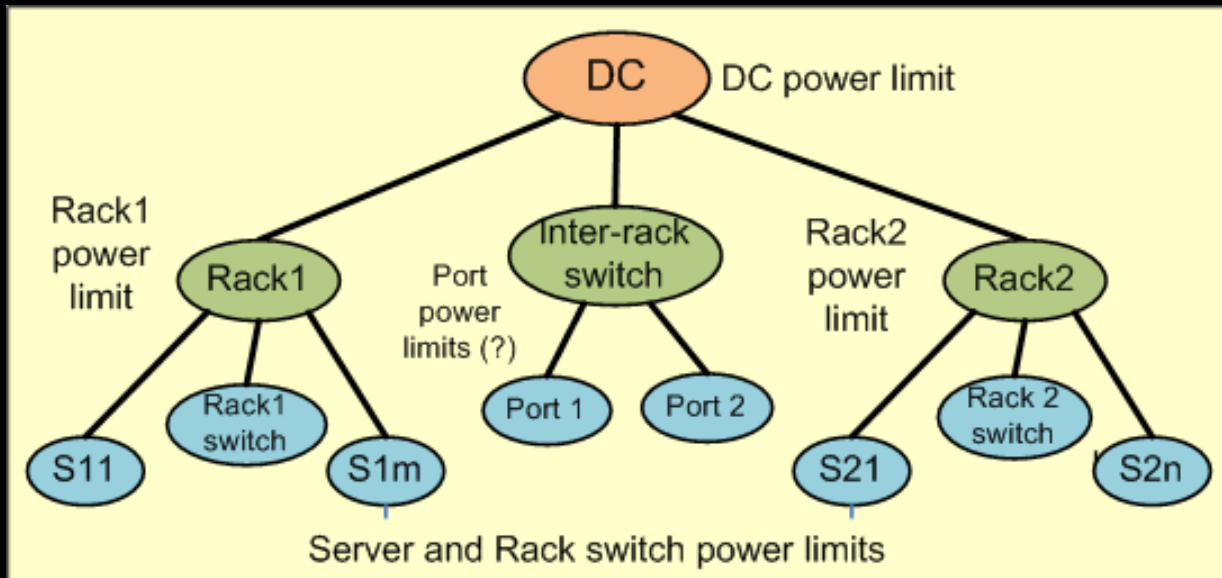 DC
DC power limit
Rack1
power
limit
Rack1
Port
power
limits (?)
Inter-rack
switch
Rack2
power
limit
Rack2
S11
Rack1
switch
S1m
Port 1
Port 2
S21
Rack 2
switch
S2n
Server and Rack switch power limits